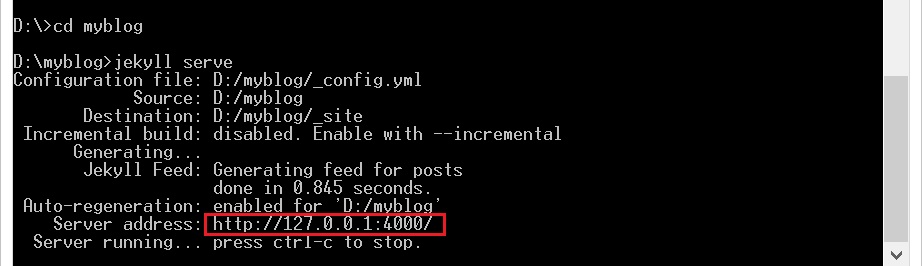 D:\>cd myblog
D:\myblog>jekyll serve
Configuration file: D:/myblog/_config.yml
Source: D:/myblog
Destination: D:/myblog/_site
Incremental build: disabled. Enable with --incremental
Generating...
Jekyll Feed: Generating feed for posts
done in 0.845 seconds.
Auto-regeneration: enabled for 'D:/myblog'
Server address: http://127.0.0.1:4000/
Server running... press ctrl-c to stop.